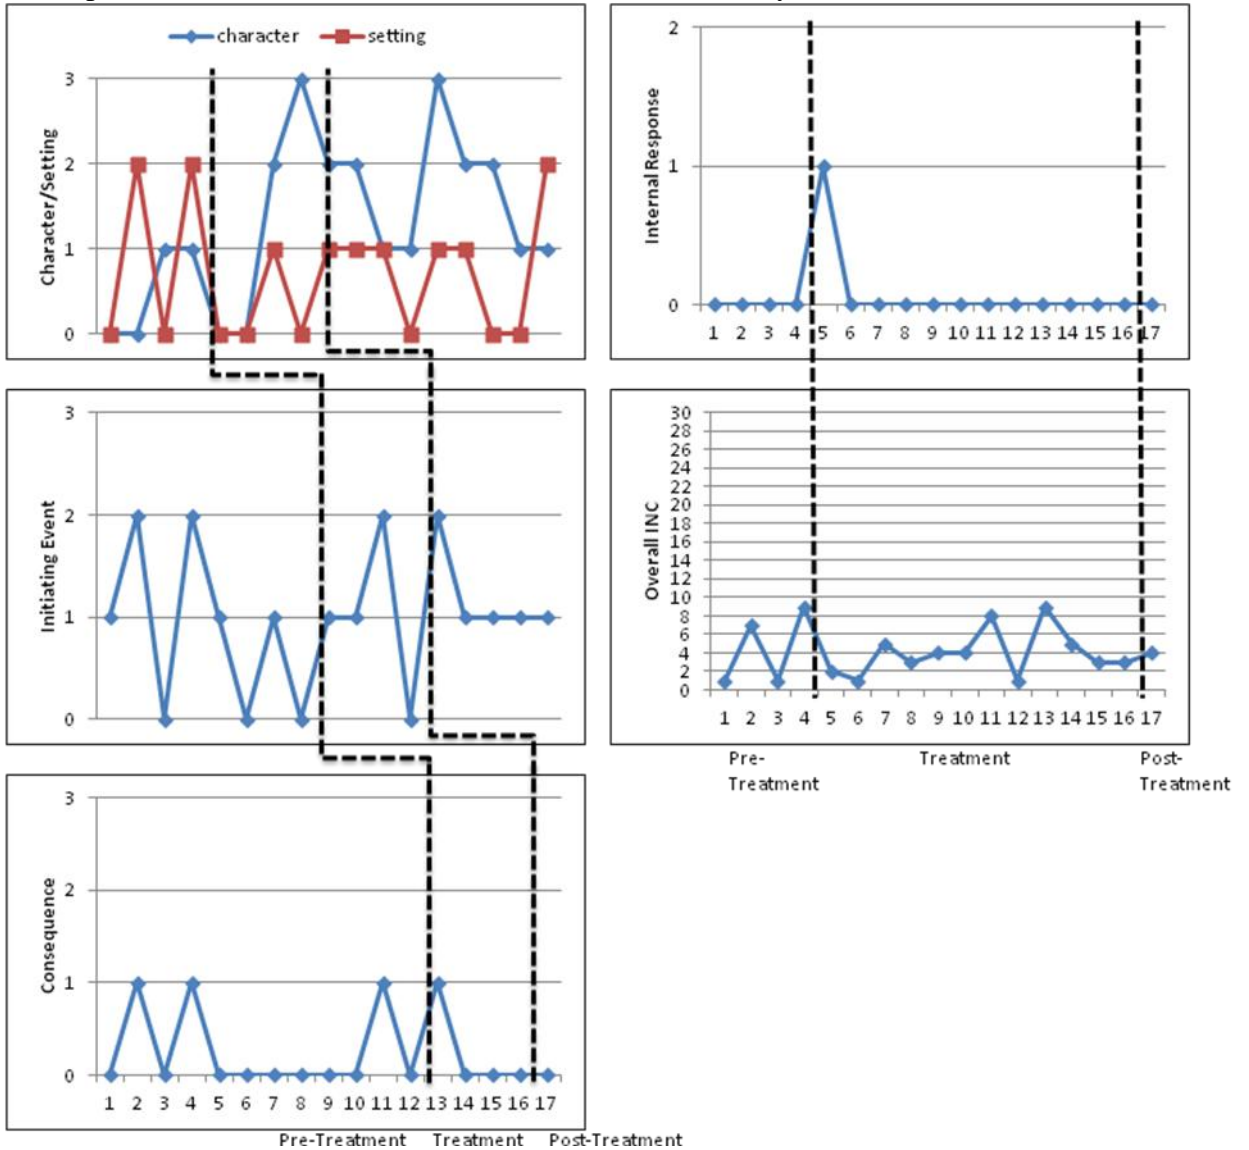 character setting
3
2
1
0
Character/Setting
3
2
1
0
Initiating Event
3
2
1
0
Consequence
1 2 3 4 5 6 7 8 9 10 11 12 13 14 15 16 17
Pre-Treatment Treatment Post-Treatment
2
1
0
Internal Response
1 2 3 4 5 6 7 8 9 10 11 12 13 14 15 16 17
30
28
26
24
22
20
18
16
14
12
10
8
6
4
2
0
Overall INC
1 2 3 4 5 6 7 8 9 10 11 12 13 14 15 16 17
Pre- Treatment Post-
Treatment Treatment